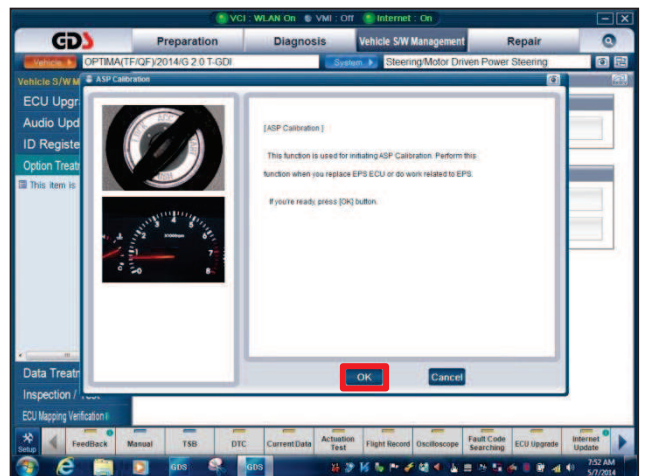 VCI : WLAN On VMI : Off Internet : On
GDS Preparation Diagnosis Vehicle S/W Management Repair
Vehicle OPTIMA(TF/QF)/2014/G 2.0 T-GDI System Steering/Motor Driven Power Steering
Vehicle S/W M
ASP Calibration
ECU Upgr
Audio Upd
ID Registe
Option Treatm
This item is
[ASP Calibration ]
This function is used for initiating ASP Calibration. Perform this
function when you replace EPS ECU or do work related to EPS.
If you're ready, press [OK] button.
OK Cancel
Data Treatm
Inspection /
ECU Mapping Verification
Setup FeedBack Manual TSB DTC Current Data Actuation Test Flight Record Oscilloscope Fault Code Searching ECU Upgrade Internet Update
GDS GDS
7:52 AM
5/7/2014